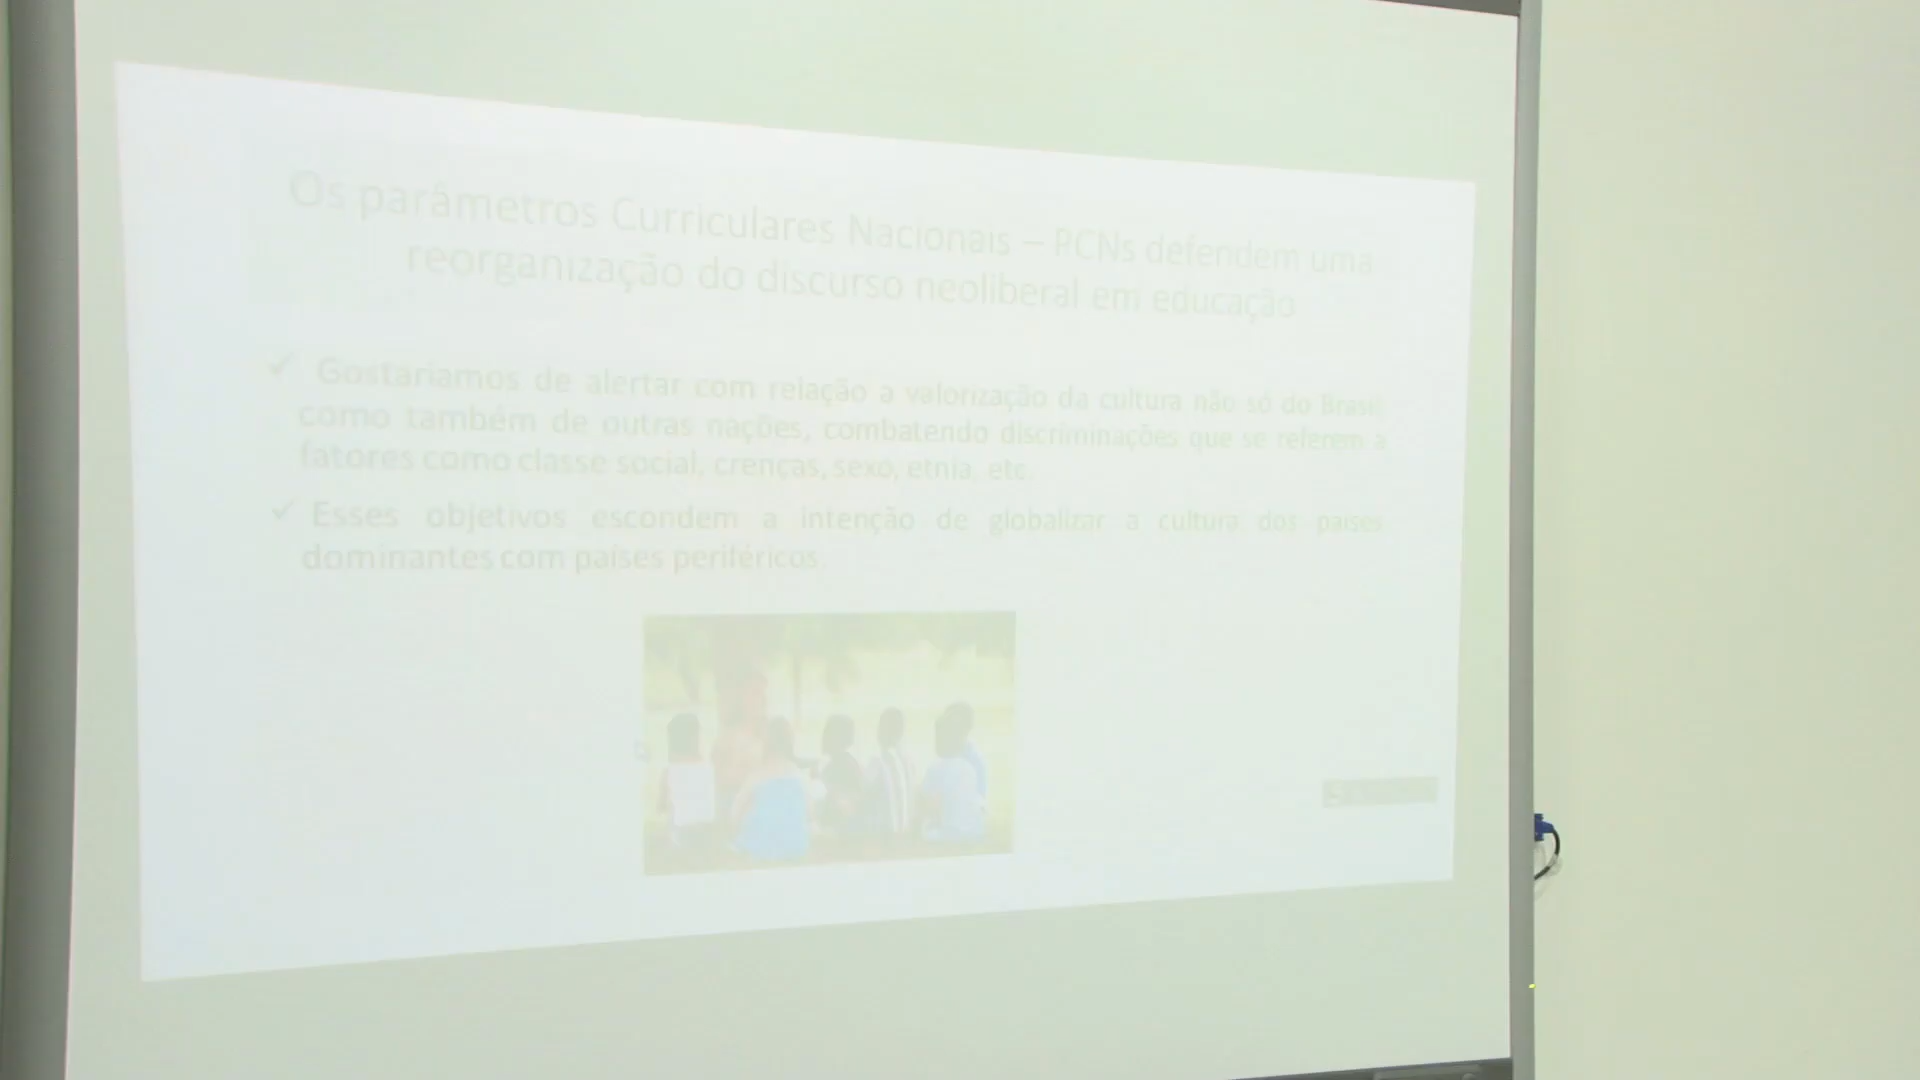 Os parâmetros Curriculares Nacionais – PCNs defendem uma
reorganização do discurso neoliberal em educação
✓ Gostariamos de alertar com relação a valorização da cultura não só do Brasil,
como também de outras nações, combatendo discriminações que se referem a
fatores como classe social, crenças, sexo, etnia, etc.
✓ Esses objetivos escondem a intenção de globalizar a cultura dos países
dominantes com países periféricos.